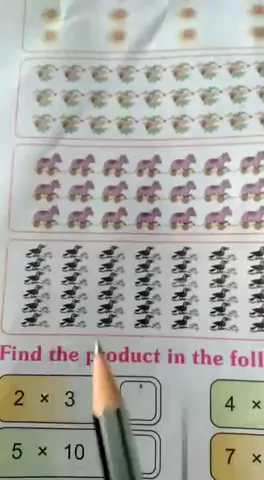 Find the product in the foll
2 × 3
4 ×
5 × 10
7 ×